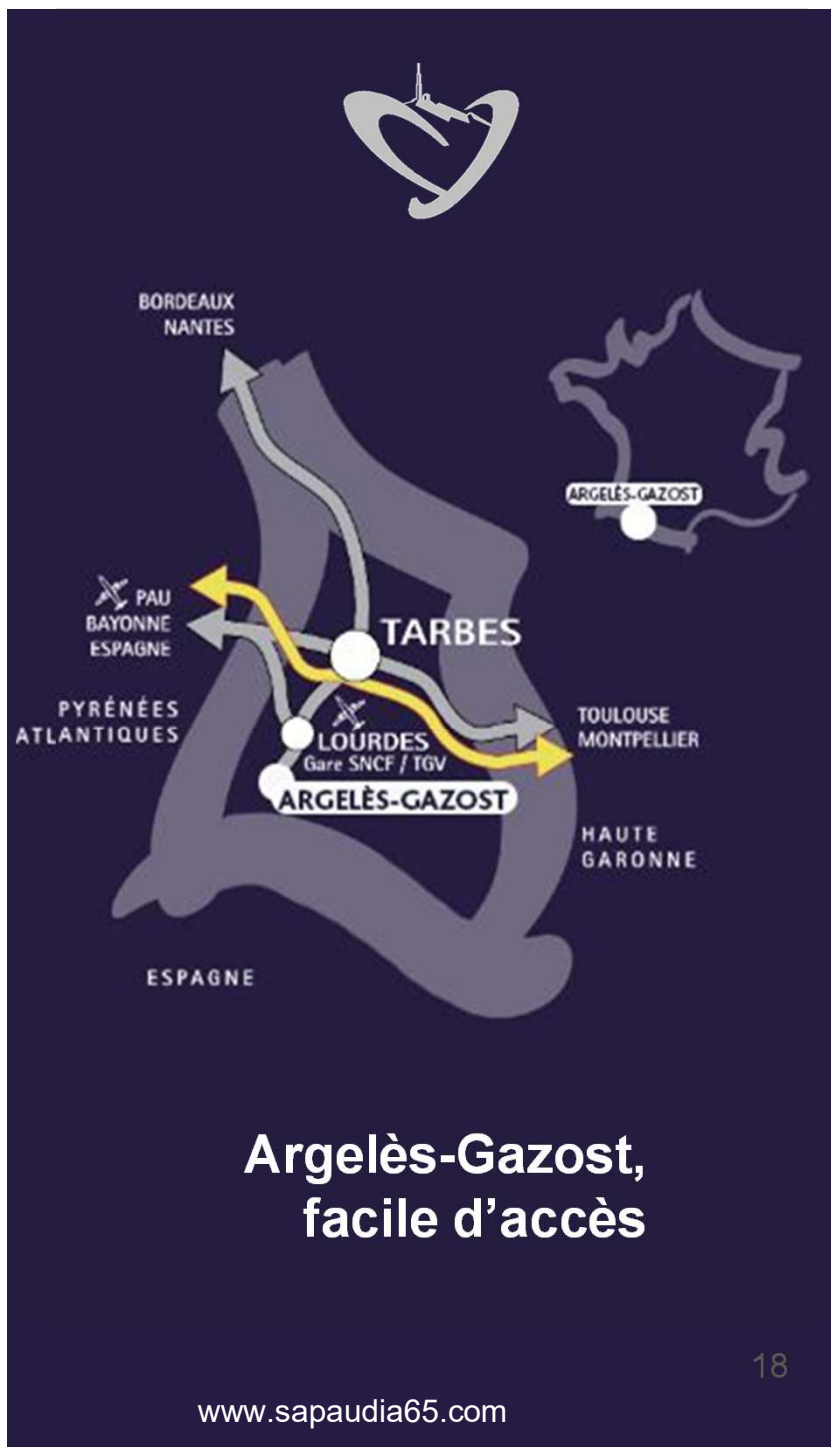 BORDEAUX
NANTES
ARGELÈS-GAZOST
PAU
BAYONNE
ESPAGNE
TARBES
PYRÉNÉES
ATLANTIQUES
TOULOUSE
MONTPELLIER
LOURDES
Gare SNCF / TGV
ARGELÈS-GAZOST
HAUTE
GARONNE
ESPAGNE
Argelès-Gazost,
facile d’accès
18
www.sapaudia65.com